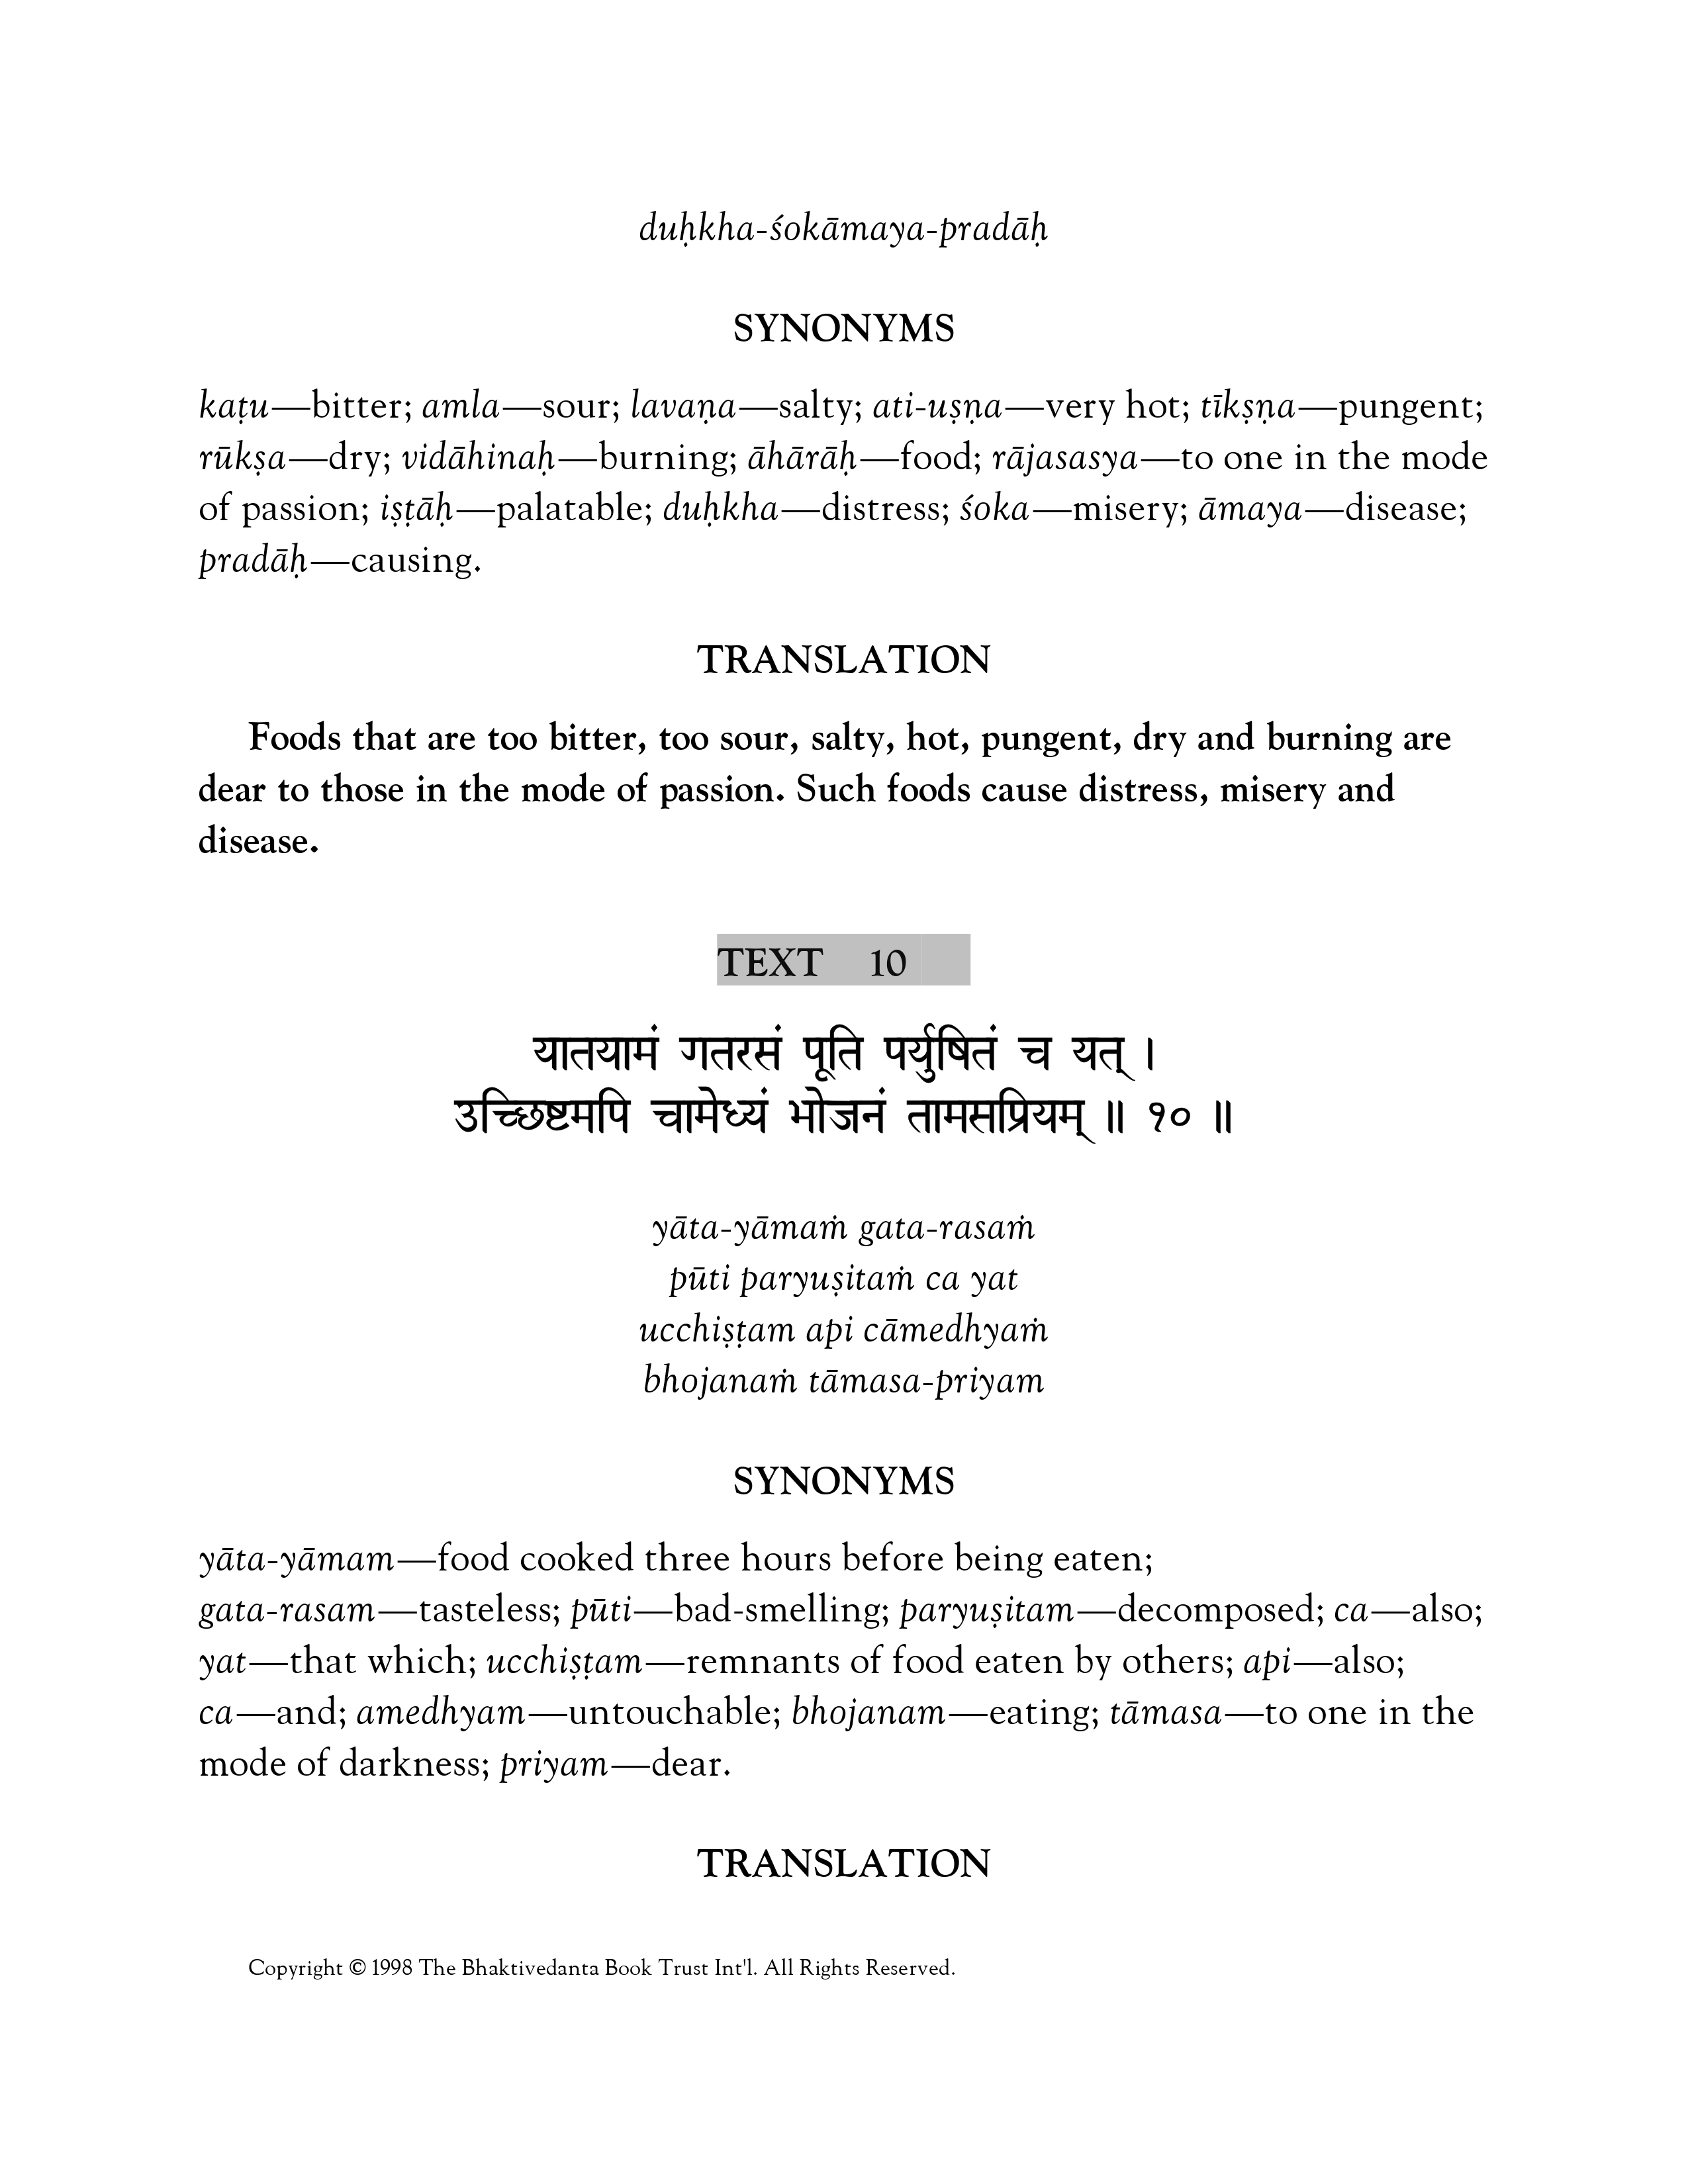 duḥkha-śokāmaya-pradāḥ
SYNONYMS
kaṭu—bitter; amla—sour; lavaṇa—salty; ati-uṣṇa—very hot; tīkṣṇa—pungent;
rūkṣa—dry; vidāhinaḥ—burning; āhārāḥ—food; rājasasya—to one in the mode
of passion; iṣṭāḥ—palatable; duḥkha—distress; śoka—misery; āmaya—disease;
pradāḥ—causing.
TRANSLATION
Foods that are too bitter, too sour, salty, hot, pungent, dry and burning are
dear to those in the mode of passion. Such foods cause distress, misery and
disease.
TEXT 10
यातयामं गतरसं पूति पर्युषितं च यत् ।
उच्छिष्टमपि चामेध्यं भोजनं तामसप्रियम् ॥ १० ॥
yāta-yāmaṁ gata-rasaṁ
pūti paryuṣitaṁ ca yat
ucchiṣṭam api cāmedhyaṁ
bhojanaṁ tāmasa-priyam
SYNONYMS
yāta-yāmam—food cooked three hours before being eaten;
gata-rasam—tasteless; pūti—bad-smelling; paryuṣitam—decomposed; ca—also;
yat—that which; ucchiṣṭam—remnants of food eaten by others; api—also;
ca—and; amedhyam—untouchable; bhojanam—eating; tāmasa—to one in the
mode of darkness; priyam—dear.
TRANSLATION
Copyright © 1998 The Bhaktivedanta Book Trust Int'l. All Rights Reserved.